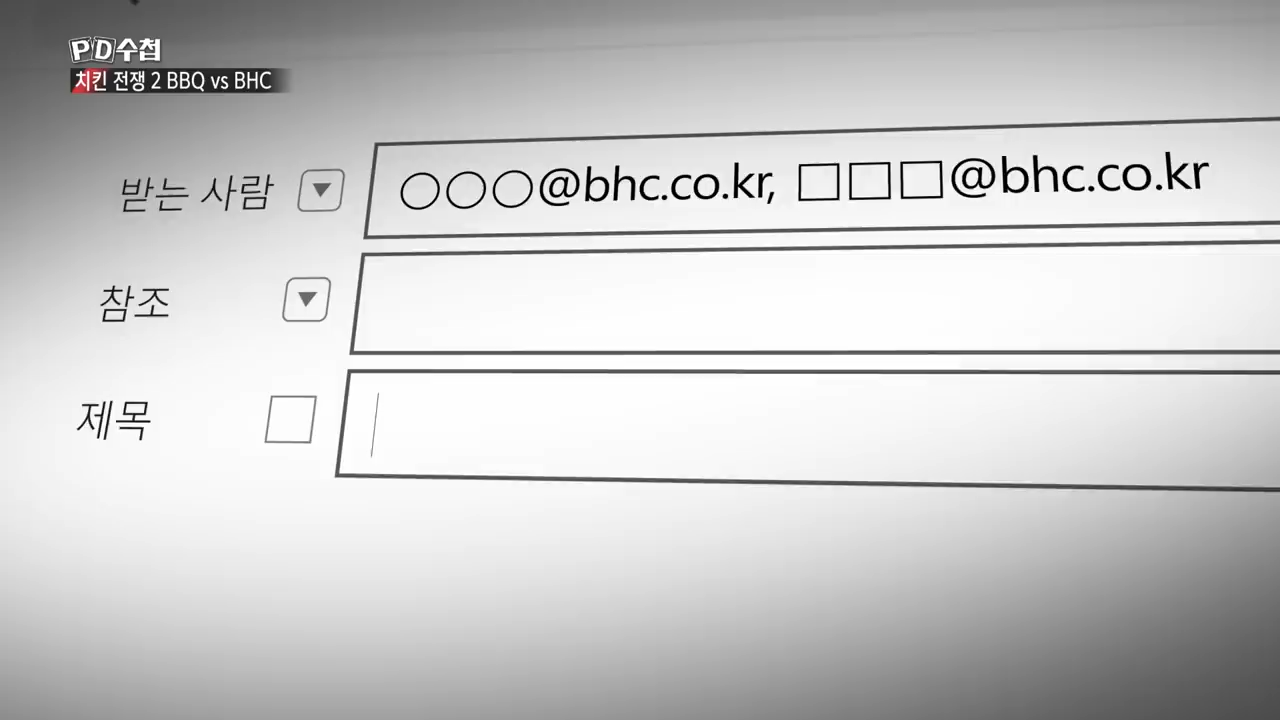 PD수첩
치킨 전쟁 2 BBQ vs BHC
받는 사람 ▼ ○○○@bhc.co.kr, □□□@bhc.co.kr
참조 ▼
제목 □